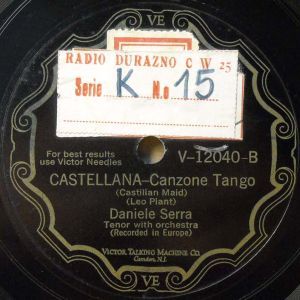 VE
RADIO DURAZNO C W 25
Serie K N.o 15
For best results
use Victor Needles
V-12040-B
CASTELLANA-Canzone Tango
(Castilian Maid)
(Leo Plant)
Daniele Serra
Tenor with orchestra
(Recorded in Europe)
VICTOR TALKING MACHINE CO.
Camden, N.J.
VE